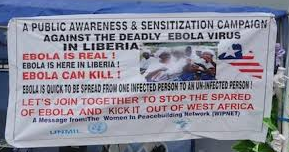 A PUBLIC AWARENESS & SENSITIZATION CAMPAIGN
AGAINST THE DEADLY EBOLA VIRUS
IN LIBERIA
EBOLA IS REAL !
EBOLA IS HERE IN LIBERIA !
EBOLA CAN KILL !
EBOLA IS QUICK TO BE SPREAD FROM ONE INFECTED PERSON TO AN UN-INFECTED PERSON !
LET'S JOIN TOGETHER TO STOP THE SPARED
OF EBOLA AND KICK IT OUT OF WEST AFRICA
A Message from:The Women In Peacebuilding Network (WIPNET)
UNMIL